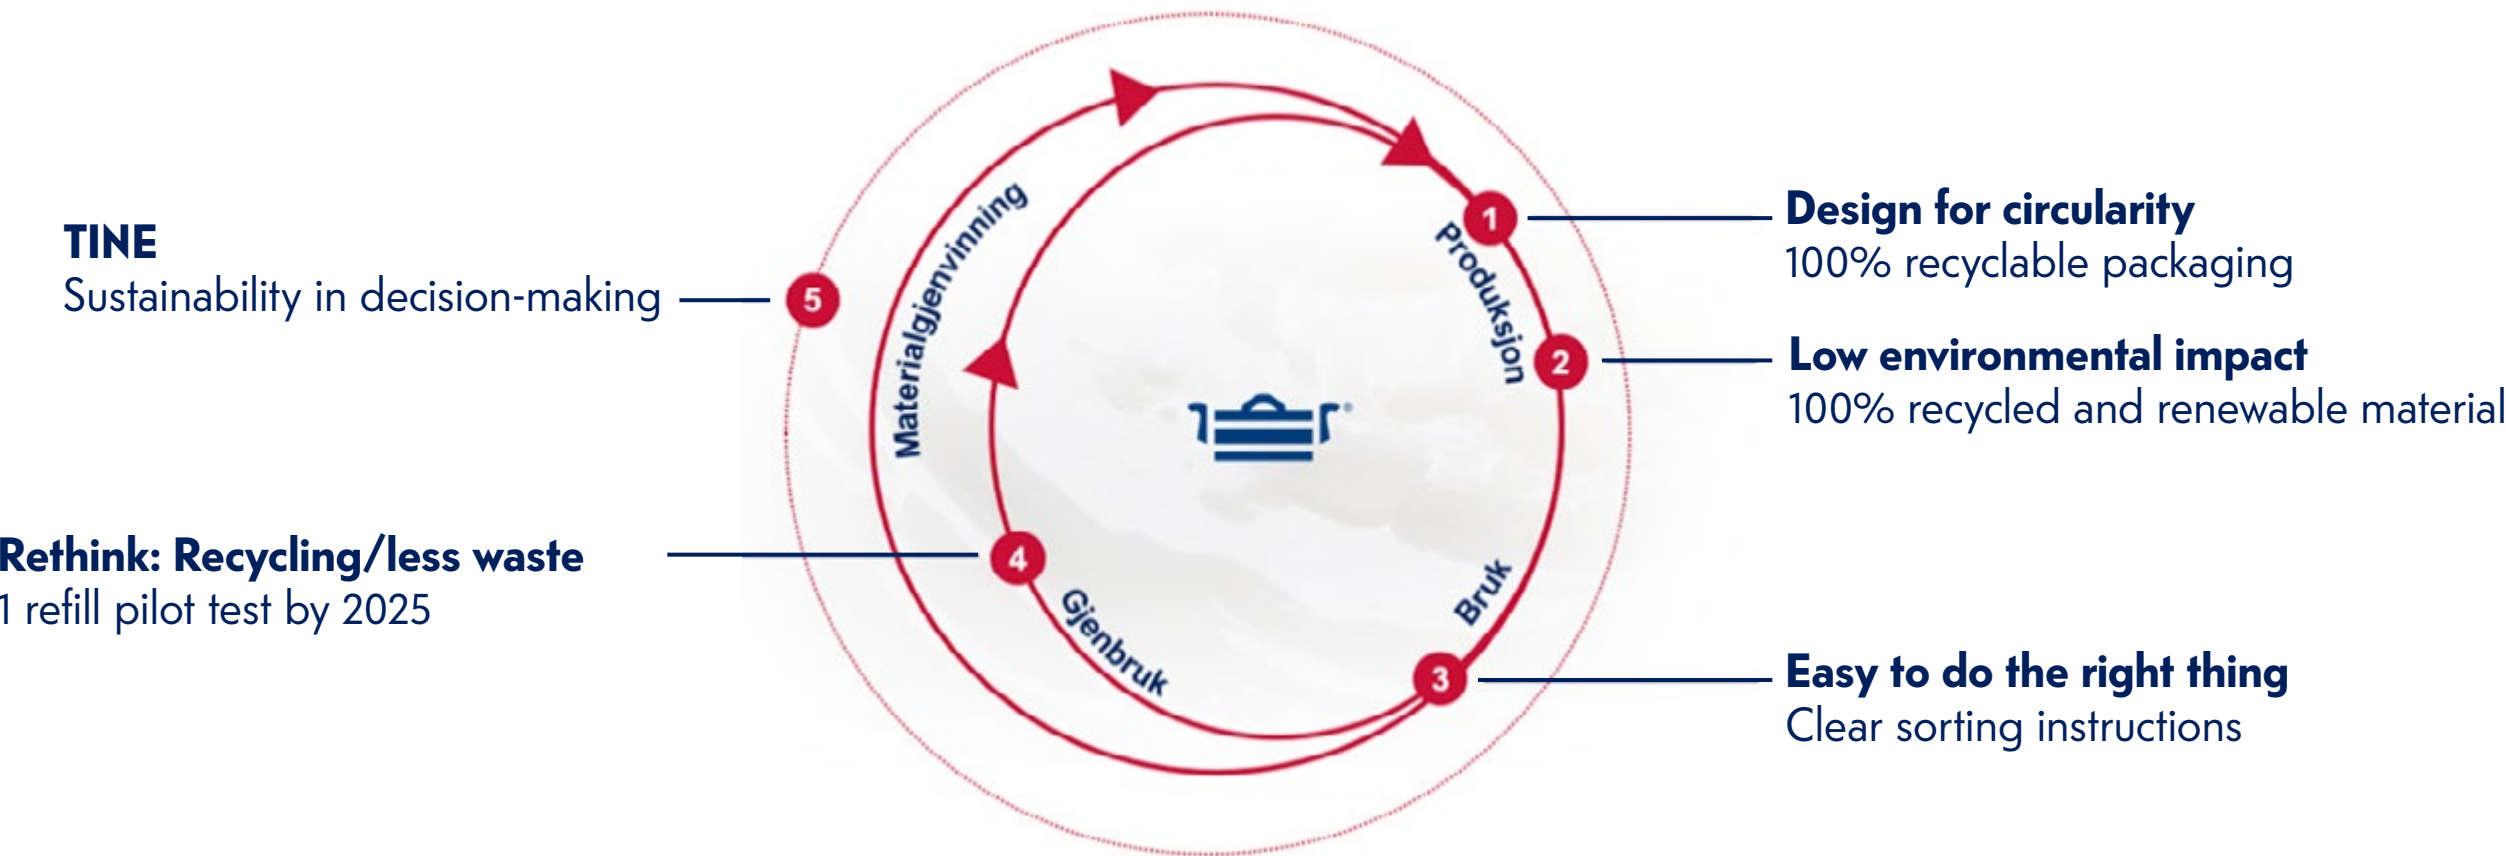 TINE
Sustainability in decision-making
5
Rethink: Recycling/less waste
1 refill pilot test by 2025
4
Materialgjenvinning
Gjenbruk
Produksjon
Bruk
®
1
Design for circularity
100% recyclable packaging
2
Low environmental impact
100% recycled and renewable material
3
Easy to do the right thing
Clear sorting instructions